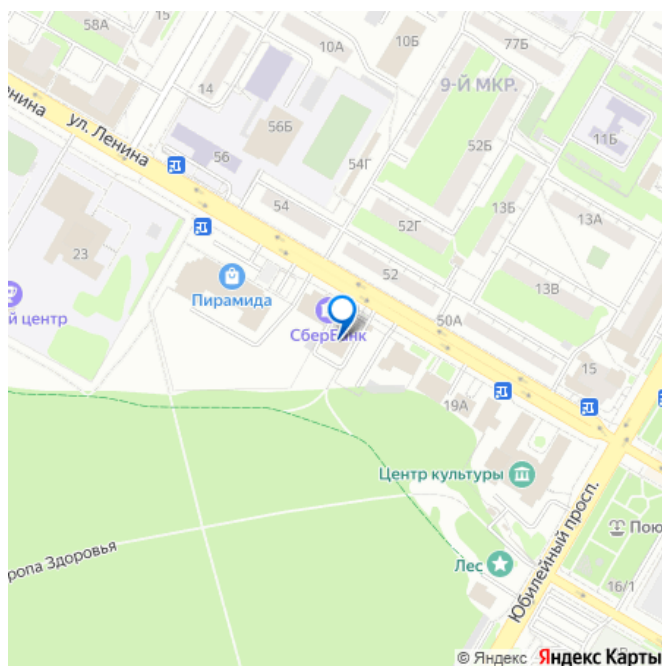 58А
15
10А
10Б
77Б
14
9-Й МКР.
ул. Ленина
56Б
11Б
56
54Г
52Б
54
13Б
13А
52Г
23
52
13В
Пирамида
й центр
СберБанк
50А
15
19А
Центр культуры
Пою
ропа Здоровья
Лес
16/1
Юбилейный просп.
© Яндекс Яндекс Карты